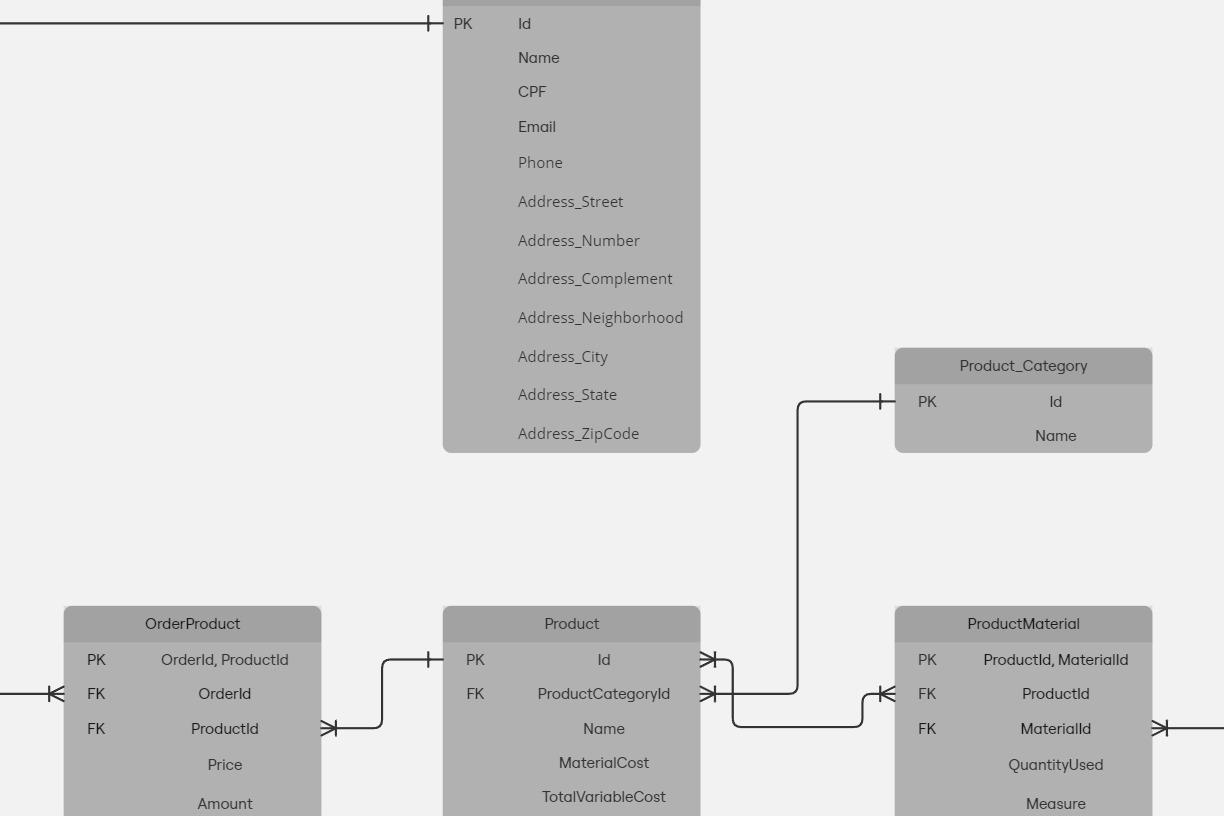 PK Id
Name
CPF
Email
Phone
Address_Street
Address_Number
Address_Complement
Address_Neighborhood
Address_City
Address_State
Address_ZipCode
Product_Category
PK Id
Name
OrderProduct
PK OrderId, ProductId
FK OrderId
FK ProductId
Price
Amount
Product
PK Id
FK ProductCategoryId
Name
MaterialCost
TotalVariableCost
ProductMaterial
PK ProductId, MaterialId
FK ProductId
FK MaterialId
QuantityUsed
Measure